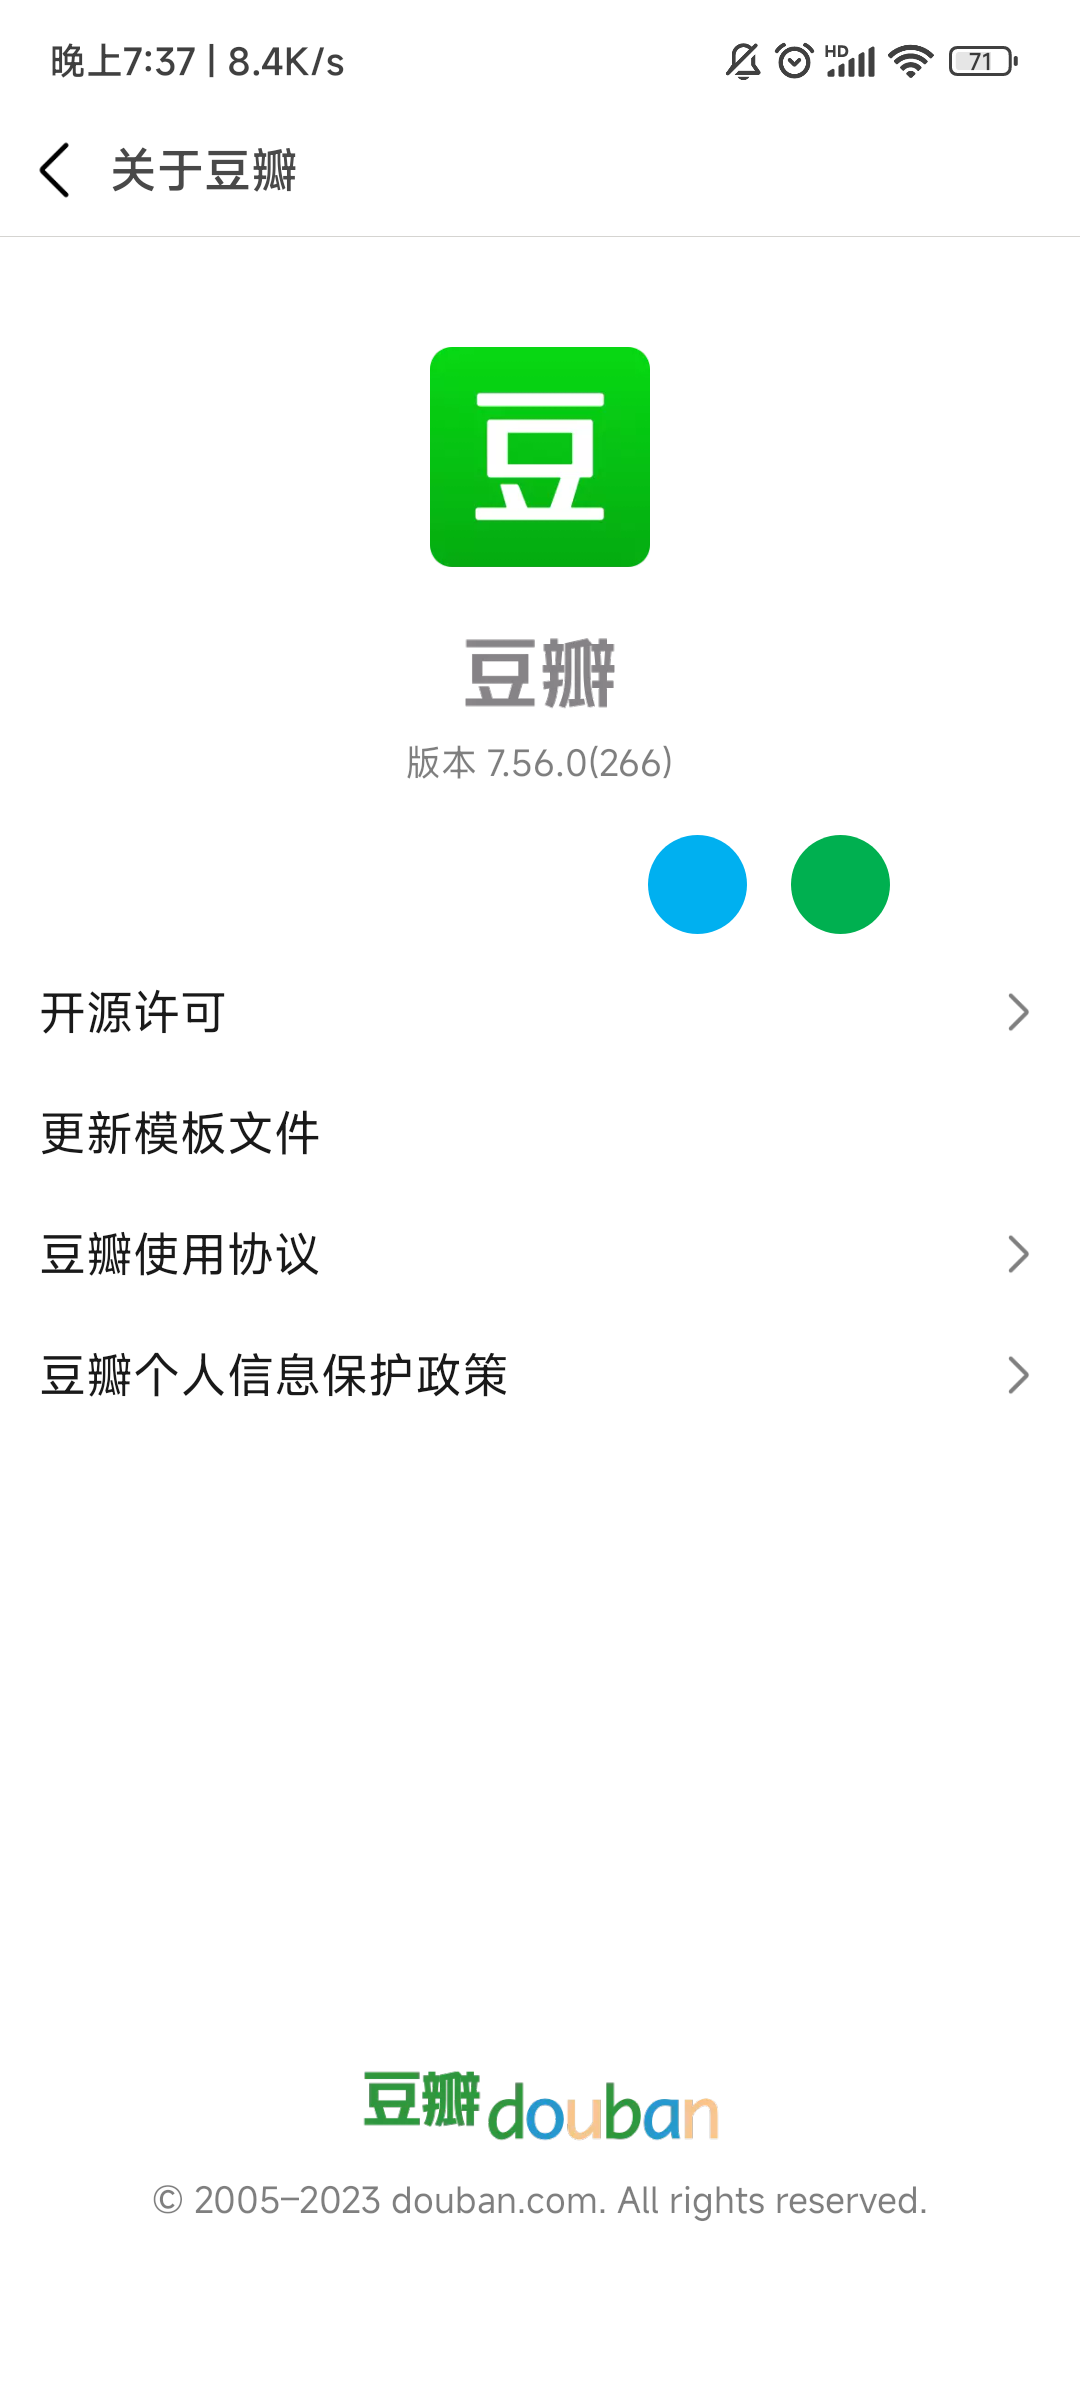 晚上7:37 | 8.4K/s
HD
71
关于豆瓣
豆
豆瓣
版本 7.56.0(266)
开源许可
更新模板文件
豆瓣使用协议
豆瓣个人信息保护政策
豆瓣douban
© 2005–2023 douban.com. All rights reserved.